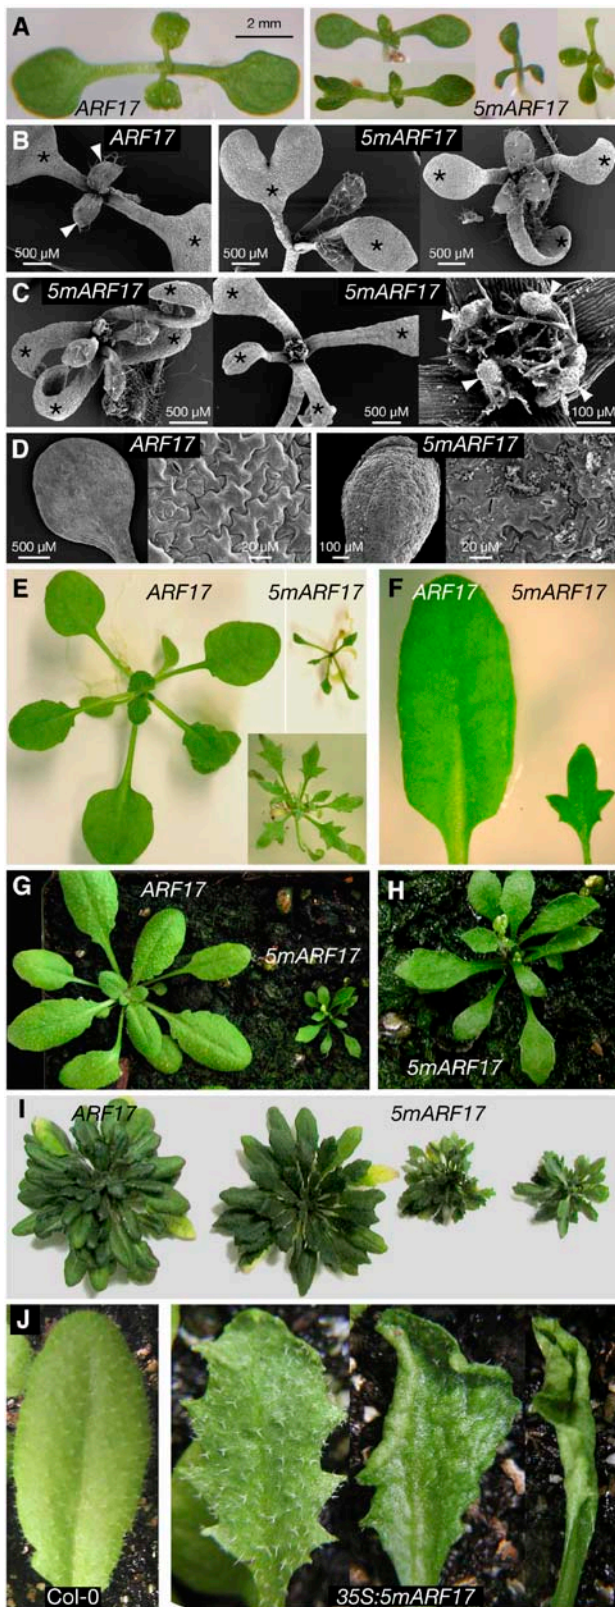 A
2 mm
ARF17
5mARF17
B
ARF17
5mARF17
500 µM
500 µM
500 µM
C
5mARF17
5mARF17
500 µM
500 µM
100 µM
D
ARF17
5mARF17
500 µM
20 µM
100 µM
20 µM
E
ARF17
5mARF17
F
ARF17
5mARF17
G
ARF17
5mARF17
H
5mARF17
I
ARF17
5mARF17
J
Col-0
35S:5mARF17